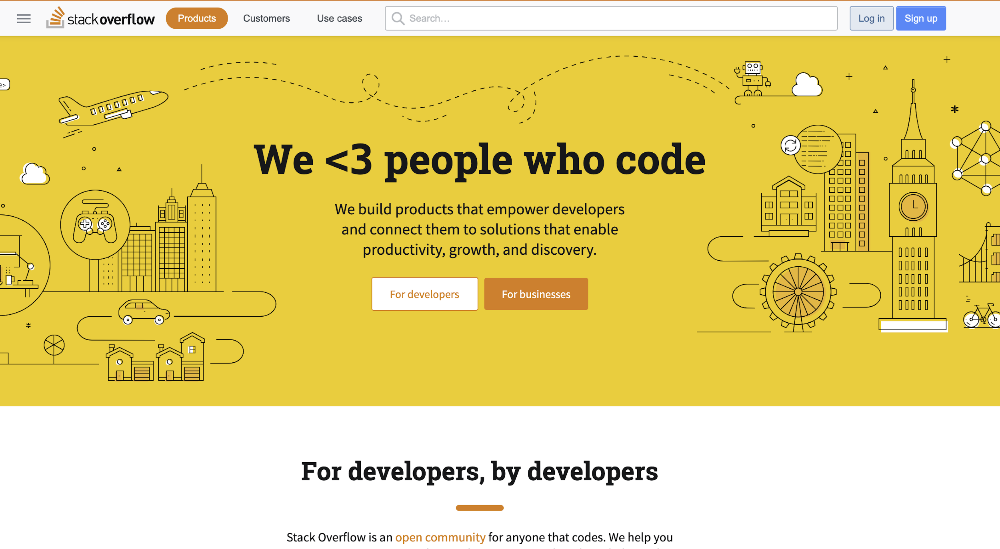 stackoverflow Products Customers Use cases Search... Log in Sign up
e>
We <3 people who code
We build products that empower developers
and connect them to solutions that enable
productivity, growth, and discovery.
For developers For businesses
For developers, by developers
Stack Overflow is an open community for anyone that codes. We help you